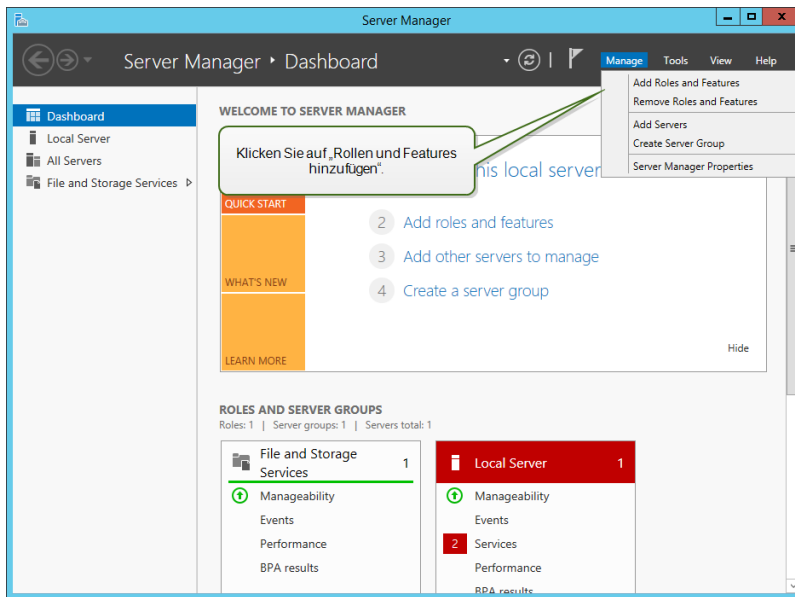 Server Manager
Server Manager • Dashboard
Manage Tools View Help
Add Roles and Features
Remove Roles and Features
Add Servers
Create Server Group
Server Manager Properties
Dashboard
Local Server
All Servers
File and Storage Services
WELCOME TO SERVER MANAGER
Klicken Sie auf „Rollen und Features
hinzufügen“.
his local server
QUICK START
2 Add roles and features
3 Add other servers to manage
WHAT'S NEW
4 Create a server group
Hide
LEARN MORE
ROLES AND SERVER GROUPS
Roles: 1 | Server groups: 1 | Servers total: 1
File and Storage
Services 1
Manageability
Events
Performance
BPA results
Local Server 1
Manageability
Events
2 Services
Performance
BPA results